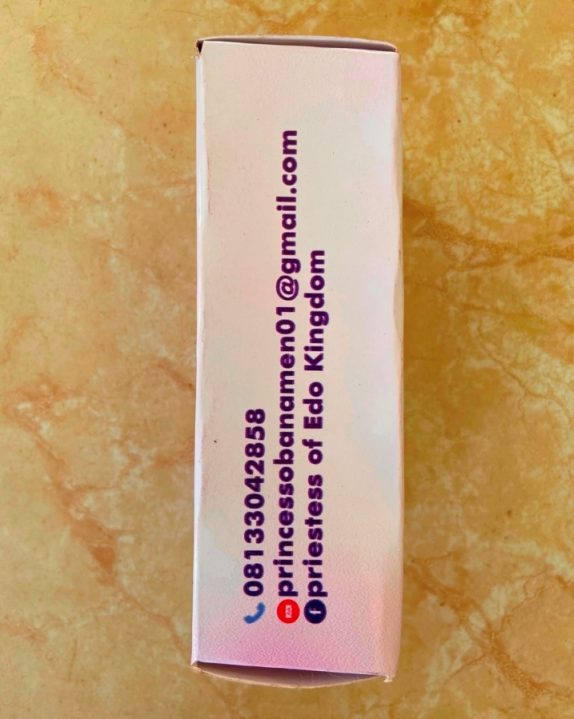 08133042858
princessobanamen01@gmail.com
priestess of Edo Kingdom